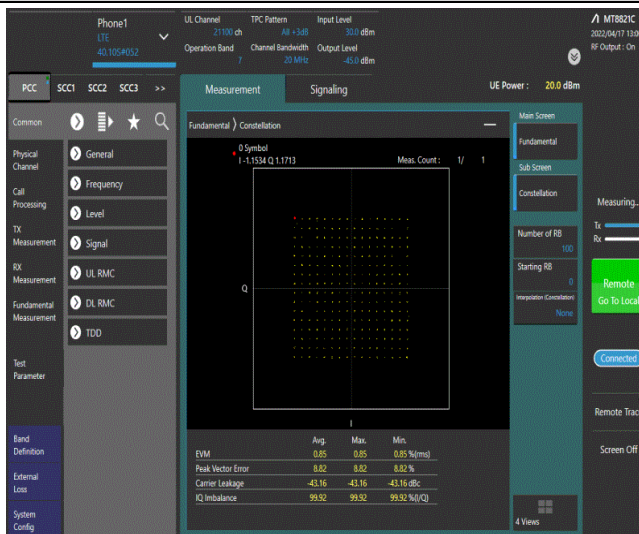 Phone1
LTE
40.105#052
UL Channel
21100 ch
TPC Pattern
All +3dB
Input Level
30.0 dBm
Operation Band
7
Channel Bandwidth
20 MHz
Output Level
-45.0 dBm
MT8821C
2022/04/17 13:0
RF Output : On
PCC
SCC1
SCC2
SCC3
>>
Measurement
Signaling
UE Power : 20.0 dBm
Common
Physical
Channel
Call
Processing
TX
Measurement
RX
Measurement
Fundamental
Measurement
Test
Parameter
Band
Definition
External
Loss
System
Config
General
Frequency
Level
Signal
UL RMC
DL RMC
TDD
Fundamental
Constellation
0 Symbol
I -1.1534 Q 1.1713
Meas. Count : 1/ 1
Q
I
Avg. Max. Min.
EVM 0.85 0.85 0.85 %(rms)
Peak Vector Error 8.82 8.82 8.82 %
Carrier Leakage -43.16 -43.16 -43.16 dBc
IQ Imbalance 99.92 99.92 99.92 %(I/Q)
Main Screen
Fundamental
Sub Screen
Constellation
Number of RB
100
Starting RB
0
Interpolation (Constellation)
None
4 Views
Measuring..
Tx
Rx
Remote
Go To Local
Connected
Remote Trac
Screen Off